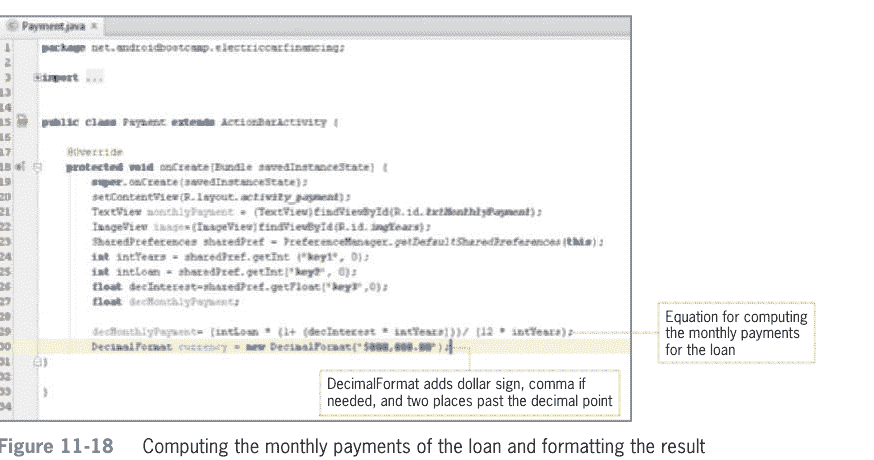 Payment.java
1 package net.androidbootcamp.electriccarfinancing;
2
3 import ...
13
14
15 public class Payment extends ActionBarActivity {
16
17 @Override
18 protected void onCreate(Bundle savedInstanceState) {
19 super.onCreate(savedInstanceState);
20 setContentView(R.layout.activity_payment);
21 TextView monthlyPayment = (TextView)findViewById(R.id.txtMonthlyPayment);
22 ImageView image=(ImageView)findViewById(R.id.imgYears);
23 SharedPreferences sharedPref = PreferenceManager.getDefaultSharedPreferences(this);
24 int intYears = sharedPref.getInt ("key1", 0);
25 int intLoan = sharedPref.getInt("key2", 0);
26 float decInterest=sharedPref.getFloat("key3",0);
27 float decMonthlyPayment;
28
29 decMonthlyPayment= (intLoan * (1+ (decInterest * intYears)))/ (12 * intYears);
30 DecimalFormat currency = new DecimalFormat(
31 }
32
33 }
34
Equation for computing
the monthly payments
for the loan
DecimalFormat adds dollar sign, comma if
needed, and two places past the decimal point
Figure 11-18 Computing the monthly payments of the loan and formatting the result